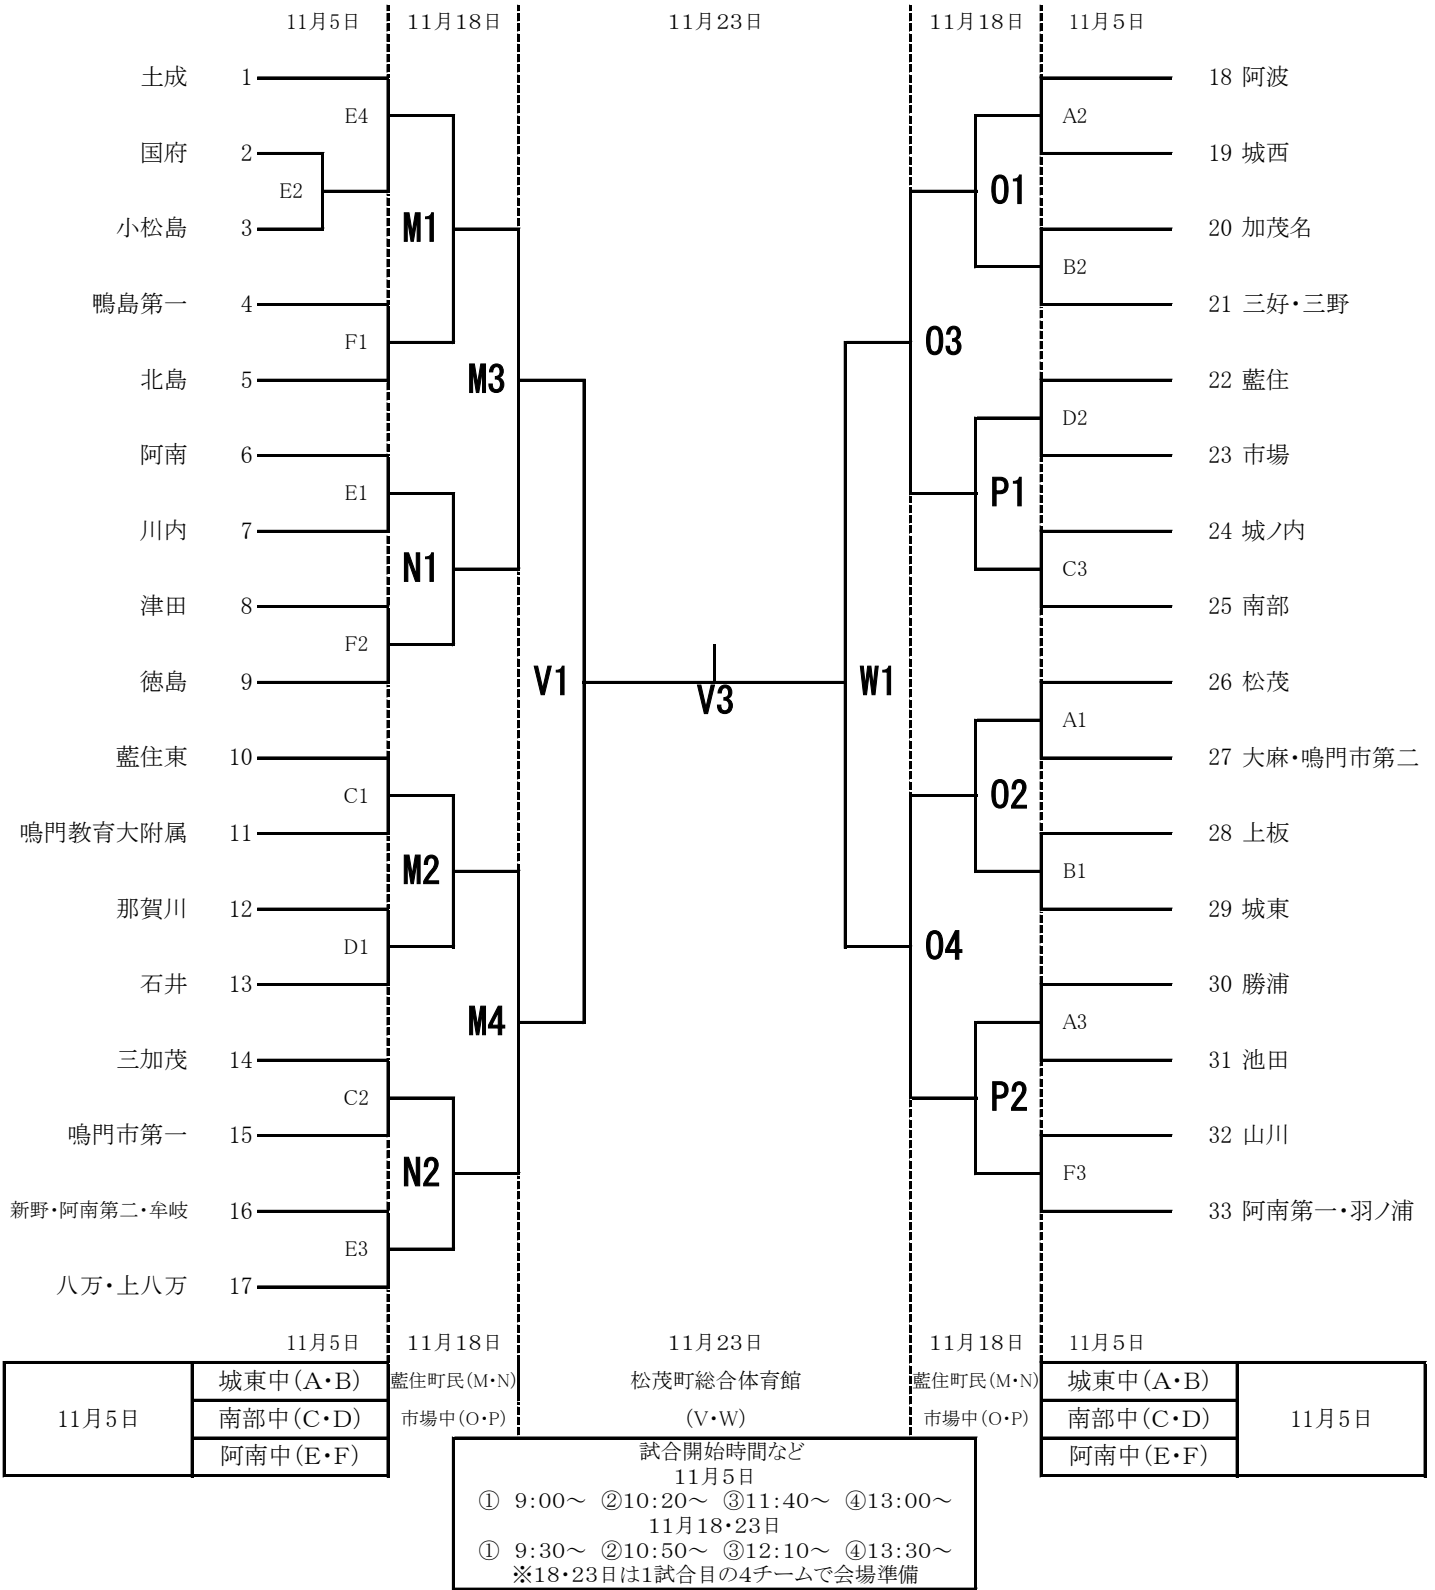 11月5日 11月18日 11月23日 11月18日 11月5日
土成 1
E4
国府 2
E2
小松島 3
M1
鴨島第一 4
F1
北島 5
M3
阿南 6
E1
川内 7
N1
津田 8
F2
徳島 9
V1
藍住東 10
C1
鳴門教育大附属 11
M2
那賀川 12
D1
石井 13
M4
三加茂 14
C2
鳴門市第一 15
N2
新野・阿南第二・牟岐 16
E3
八万・上八万 17
V3
18 阿波
A2
19 城西
O1
20 加茂名
B2
21 三好・三野
O3
22 藍住
D2
23 市場
P1
24 城ノ内
C3
25 南部
W1
26 松茂
A1
27 大麻・鳴門市第二
O2
28 上板
B1
29 城東
O4
30 勝浦
A3
31 池田
P2
32 山川
F3
33 阿南第一・羽ノ浦
11月5日 11月18日 11月23日 11月18日 11月5日
城東中(A・B) 藍住町民(M・N) 松茂町総合体育館 藍住町民(M・N) 城東中(A・B)
11月5日 南部中(C・D) 市場中(O・P) (V・W) 市場中(O・P) 南部中(C・D) 11月5日
阿南中(E・F) 阿南中(E・F)
試合開始時間など
11月5日
① 9:00～ ②10:20～ ③11:40～ ④13:00～
11月18・23日
① 9:30～ ②10:50～ ③12:10～ ④13:30～
※18・23日は1試合目の4チームで会場準備